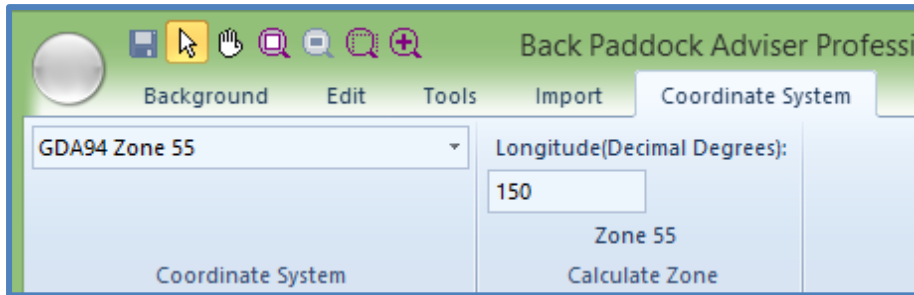 Back Paddock Adviser Professi
Background Edit Tools Import Coordinate System
GDA94 Zone 55
Longitude(Decimal Degrees):
150
Zone 55
Coordinate System
Calculate Zone